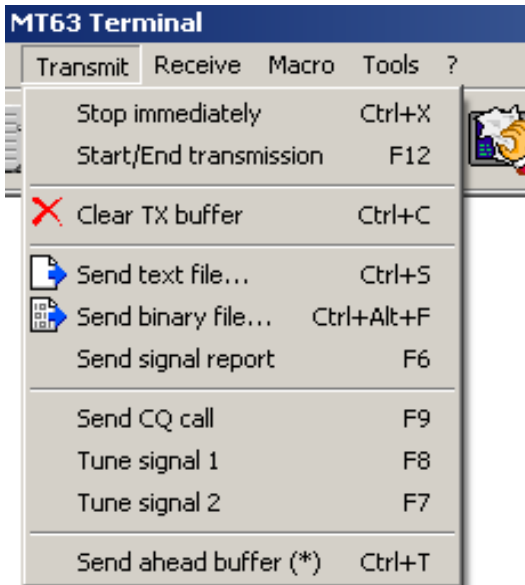 MT63 Terminal
Transmit Receive Macro Tools ?
Stop immediately Ctrl+X
Start/End transmission F12
Clear TX buffer Ctrl+C
Send text file... Ctrl+S
Send binary file... Ctrl+Alt+F
Send signal report F6
Send CQ call F9
Tune signal 1 F8
Tune signal 2 F7
Send ahead buffer (*) Ctrl+T